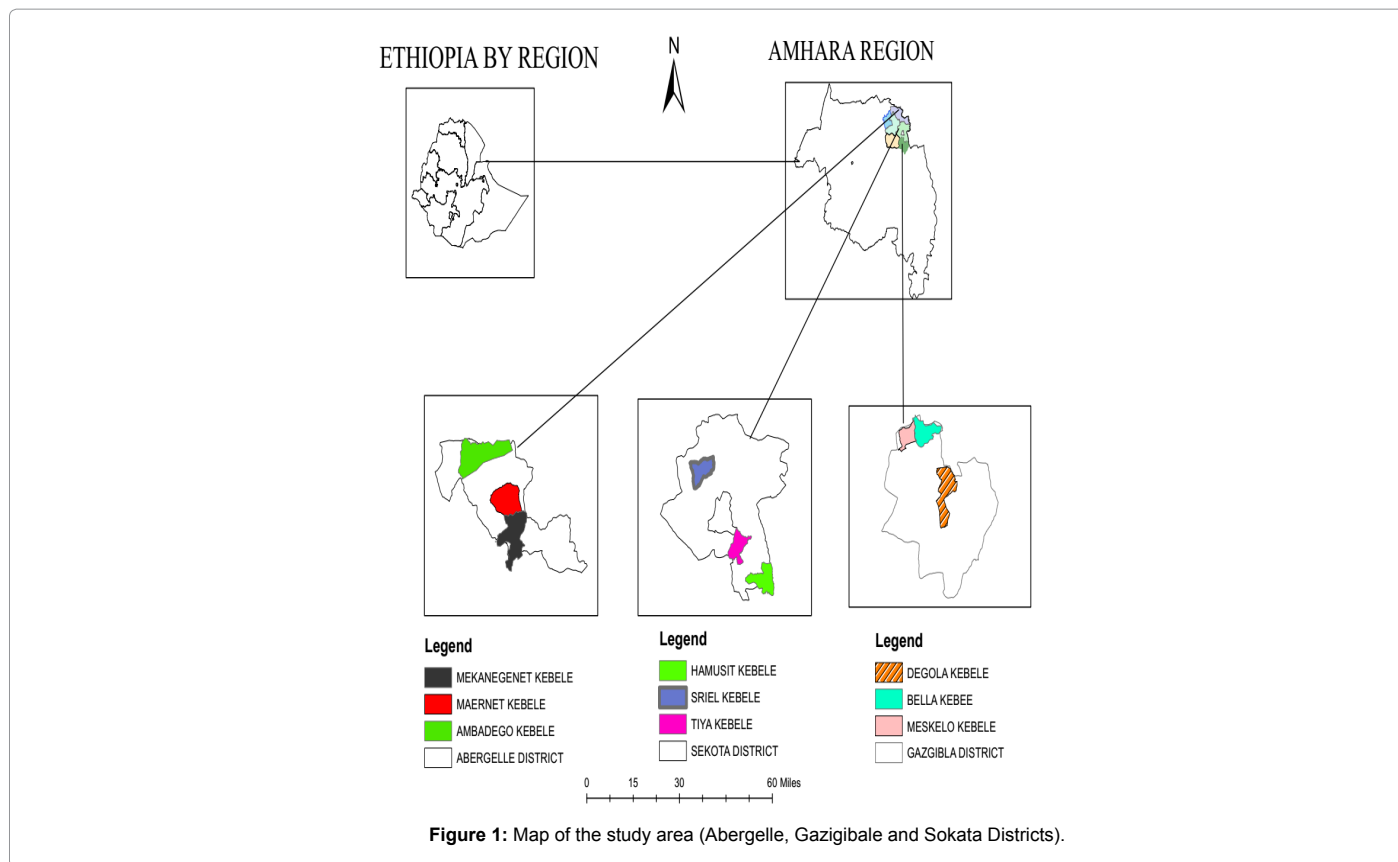 ETHIOPIA BY REGION
N
AMHARA REGION
Legend
MEKANEGENET KEBELE
MAERNET KEBELE
AMBADEGO KEBELE
ABERGELLE DISTRICT
Legend
HAMUSIT KEBELE
SRIEL KEBELE
TIYA KEBELE
SEKOTA DISTRICT
Legend
DEGOLA KEBELE
BELLA KEBEE
MESKELO KEBELE
GAZGIBLA DISTRICT
0 15 30 60 Miles
Figure 1: Map of the study area (Abergelle, Gazigibale and Sokata Districts).